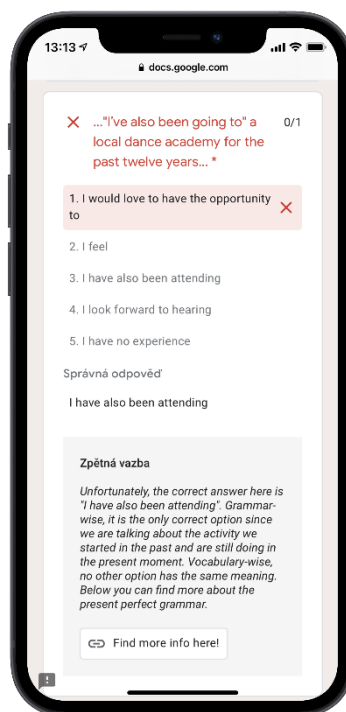 13:13
docs.google.com
..."I've also been going to" a
0/1
local dance academy for the
past twelve years... *
1. I would love to have the opportunity
to
2. I feel
3. I have also been attending
4. I look forward to hearing
5. I have no experience
Správná odpověď
I have also been attending
Zpětná vazba
Unfortunately, the correct answer here is
"I have also been attending". Grammar-
wise, it is the only correct option since
we are talking about the activity we
started in the past and are still doing in
the present moment. Vocabulary-wise,
no other option has the same meaning.
Below you can find more about the
present perfect grammar.
Find more info here!